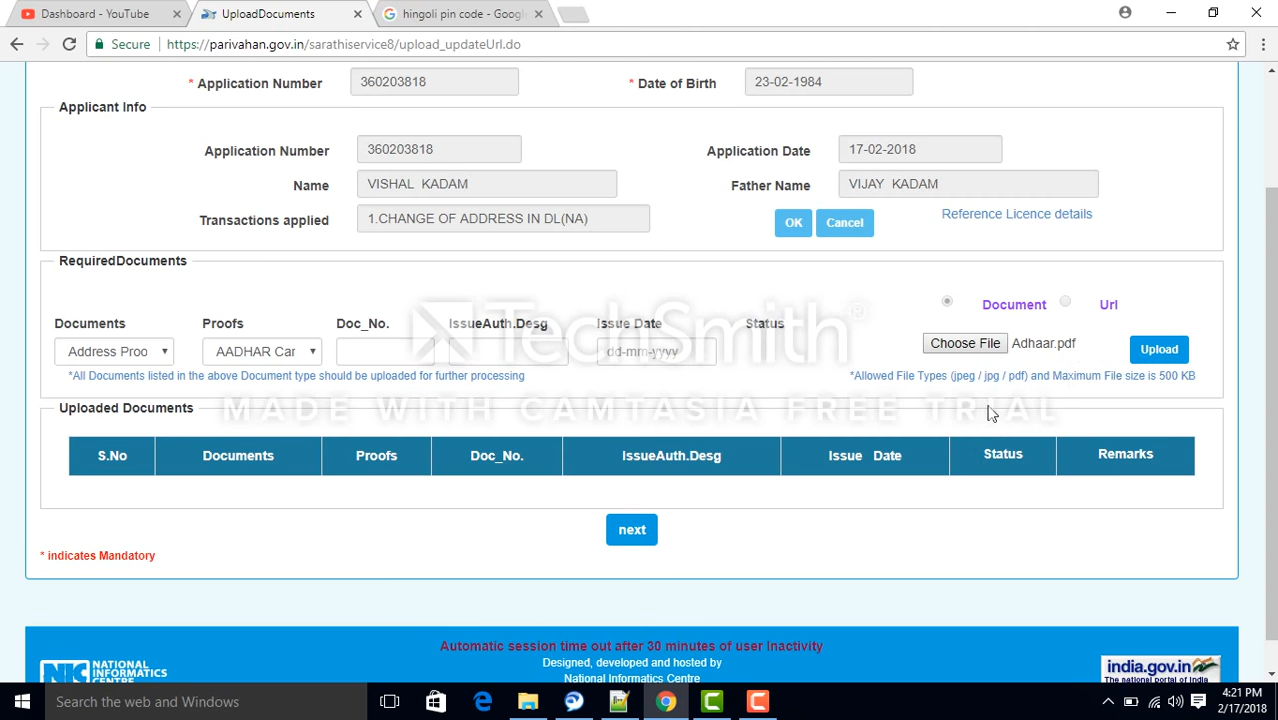 Dashboard - YouTube
UploadDocuments
hingoli pin code - Googl
Secure
https://parivahan.gov.in/sarathiservice8/upload_updateUrl.do
* Application Number
360203818
* Date of Birth
23-02-1984
Applicant Info
Application Number
360203818
Application Date
17-02-2018
Name
VISHAL KADAM
Father Name
VIJAY KADAM
Transactions applied
1.CHANGE OF ADDRESS IN DL(NA)
OK
Cancel
Reference Licence details
RequiredDocuments
Document
Url
Documents
Proofs
Doc_No.
IssueAuth.Desg
Issue Date
Status
TechSmith®
Address Proo
AADHAR Car
dd-mm-yyyy
Choose File
Adhaar.pdf
Upload
*All Documents listed in the above Document type should be uploaded for further processing
*Allowed File Types (jpeg / jpg / pdf) and Maximum File size is 500 KB
Uploaded Documents
MADE WITH CAMTASIA FREE TRIAL
S.No
Documents
Proofs
Doc_No.
IssueAuth.Desg
Issue Date
Status
Remarks
next
* indicates Mandatory
Automatic session time out after 30 minutes of user Inactivity
Designed, developed and hosted by
National Informatics Centre
NIC
NATIONAL
INFORMATICS
CENTRE
india.gov.in
The national portal of India
Search the web and Windows
4:21 PM
2/17/2018